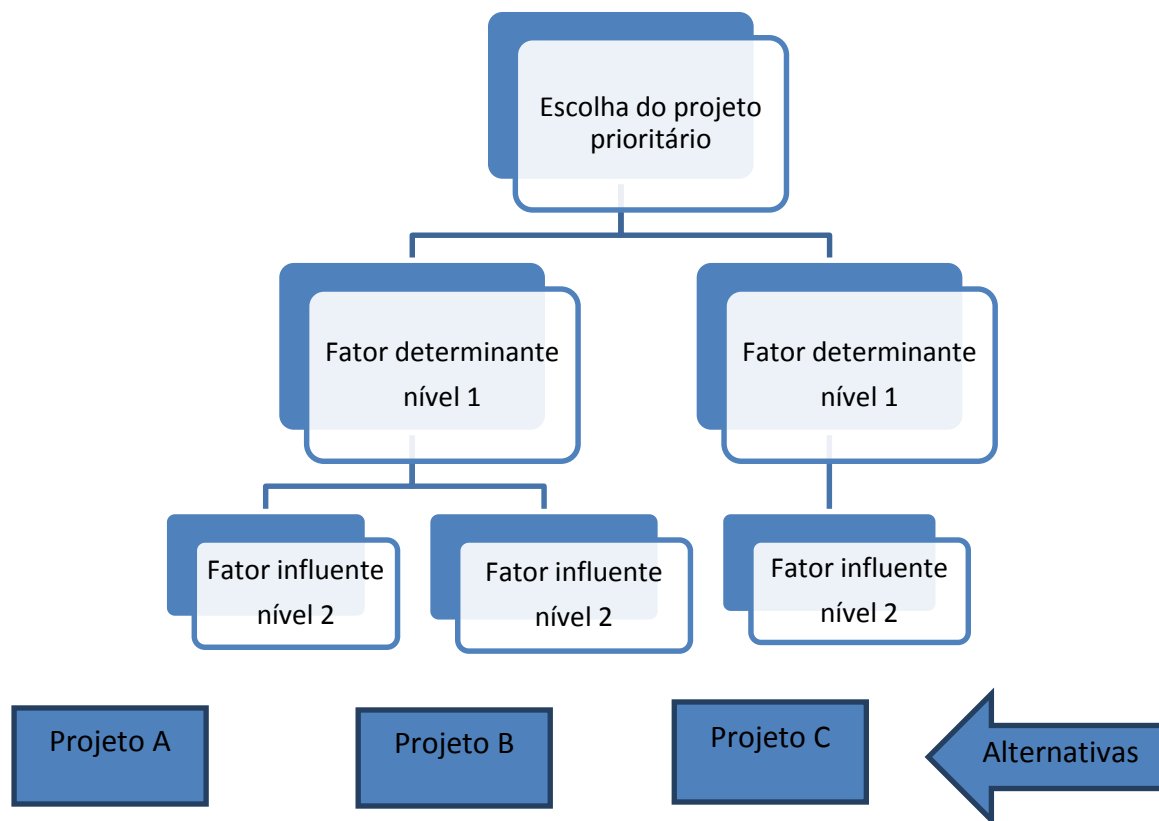 Escolha do projeto
prioritário
Fator determinante
nível 1
Fator determinante
nível 1
Fator influente
nível 2
Fator influente
nível 2
Fator influente
nível 2
Projeto A
Projeto B
Projeto C
Alternativas